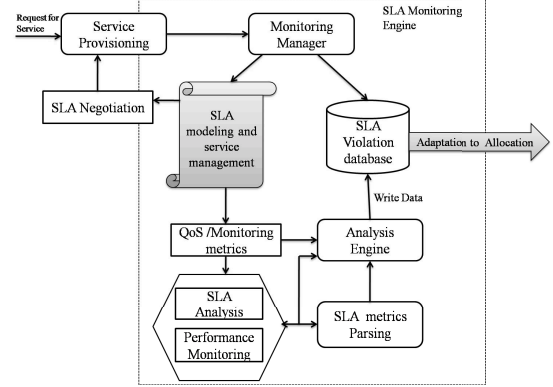 Request for
Service
Service
Provisioning
Monitoring
Manager
SLA Monitoring
Engine
SLA Negotiation
SLA
modeling and
service
management
SLA
Violation
database
Adaptation to Allocation
Write Data
QoS /Monitoring
metrics
Analysis
Engine
SLA
Analysis
Performance
Monitoring
SLA metrics
Parsing